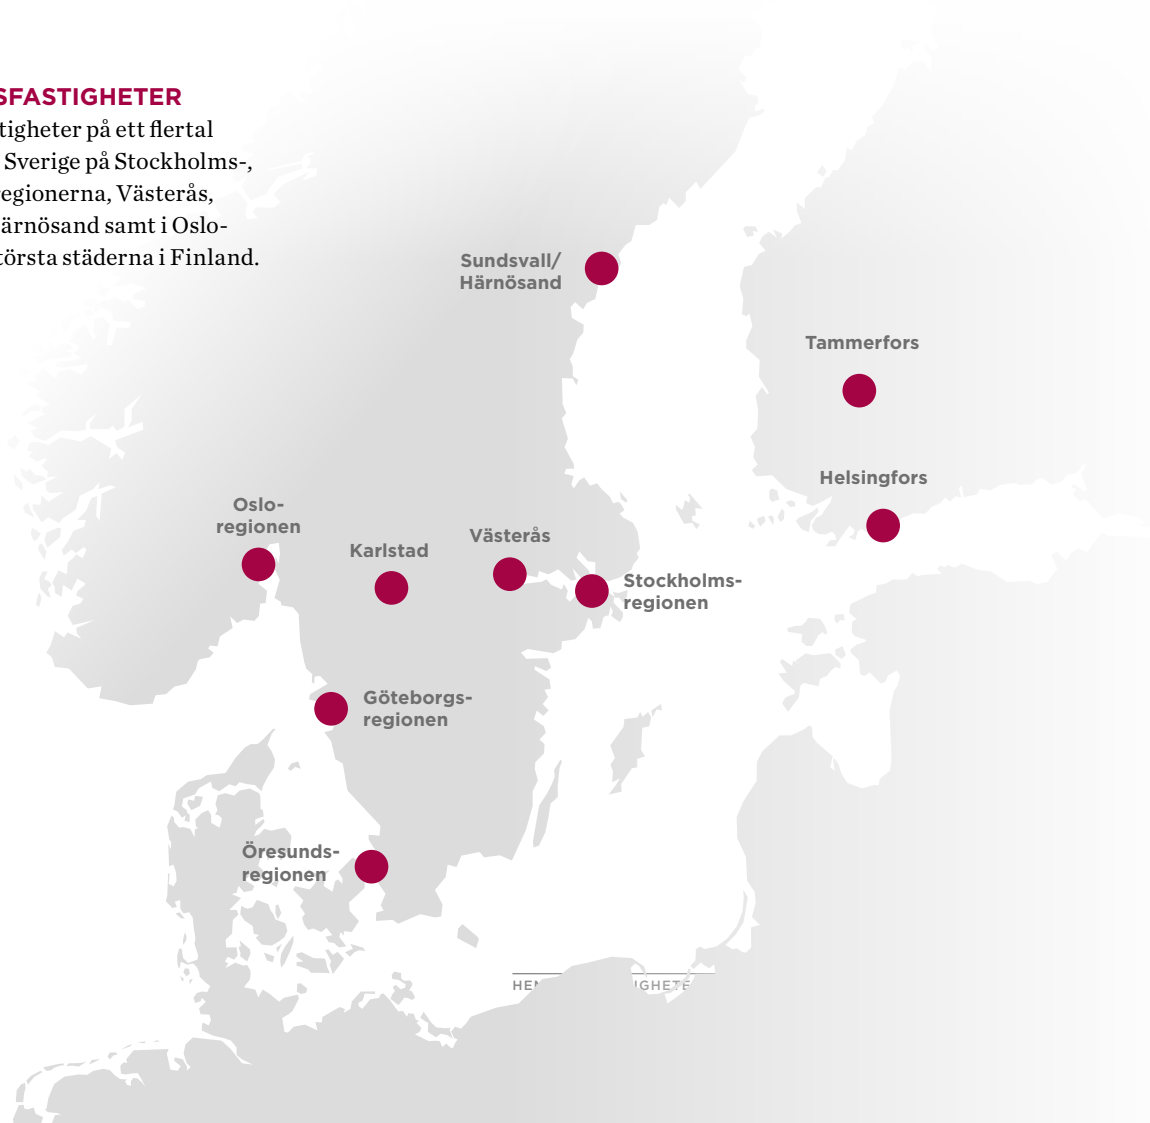 SFASTIGHETER
tigheter på ett flertal
Sverige på Stockholms-,
egionerna, Västerås,
ärnösand samt i Oslo-
törsta städerna i Finland.
Sundsvall/
Härnösand
Tammerfors
Helsingfors
Oslo-
regionen
Karlstad
Västerås
Stockholms-
regionen
Göteborgs-
regionen
Öresunds-
regionen